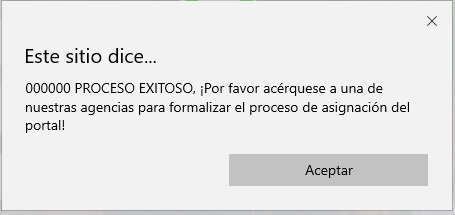 Este sitio dice...
000000 PROCESO EXITOSO, ¡Por favor acérquese a una de
nuestras agencias para formalizar el proceso de asignación del
portal!
Aceptar